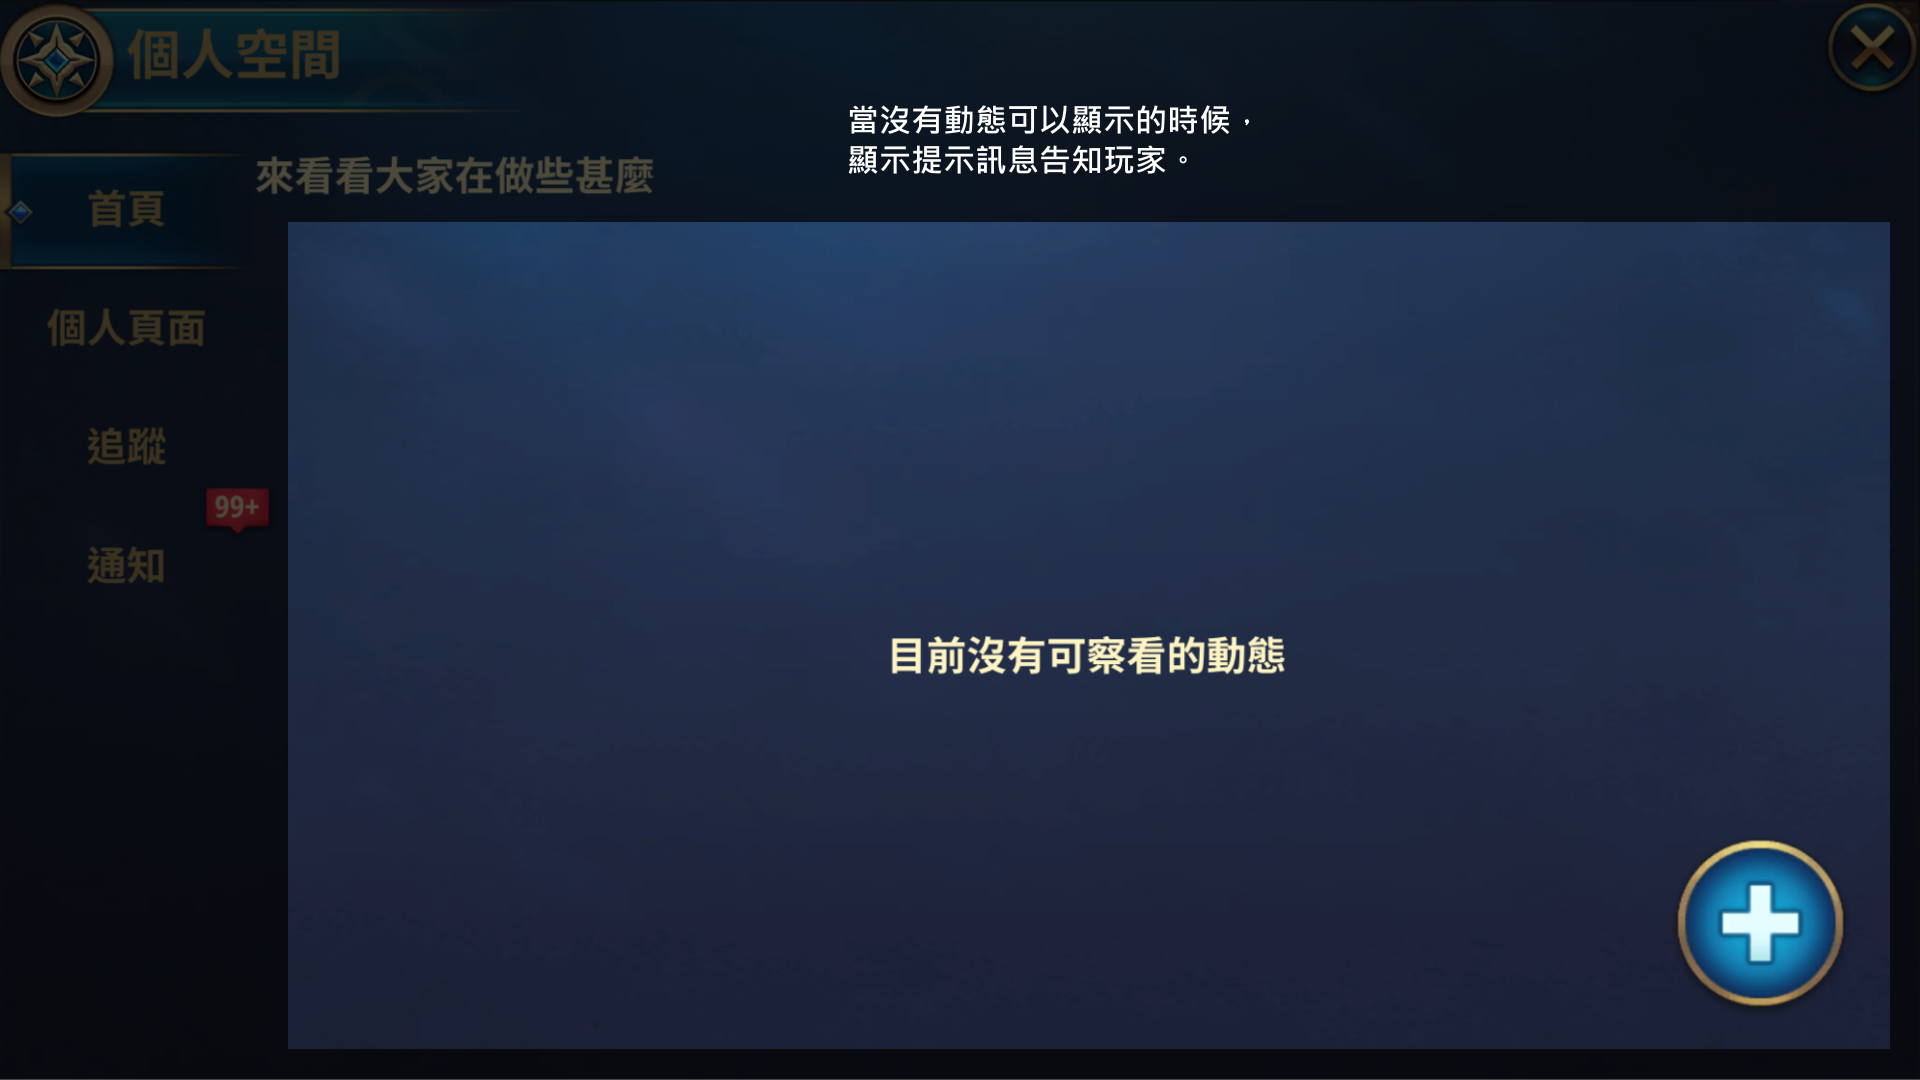 個人空間
當沒有動態可以顯示的時候，
顯示提示訊息告知玩家。
來看看大家在做些甚麼
首頁
個人頁面
追蹤
99+
通知
目前沒有可察看的動態